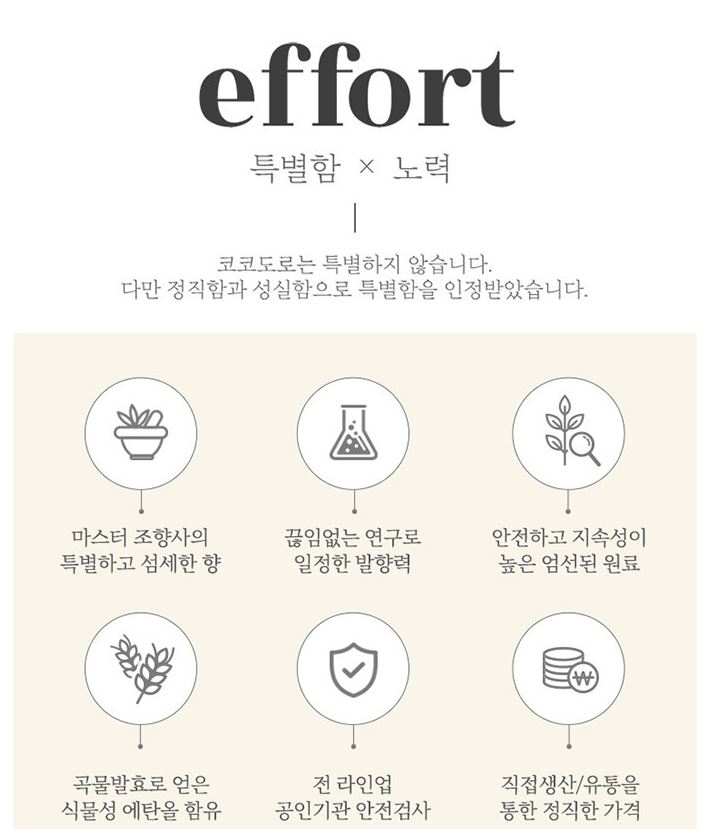 effort
특별함 × 노력
코코도로는 특별하지 않습니다.
다만 정직함과 성실함으로 특별함을 인정받았습니다.
마스터 조향사의
특별하고 섬세한 향
끊임없는 연구로
일정한 발향력
안전하고 지속성이
높은 엄선된 원료
₩
곡물발효로 얻은
식물성 에탄올 함유
전 라인업
공인기관 안전검사
직접생산/유통을
통한 정직한 가격